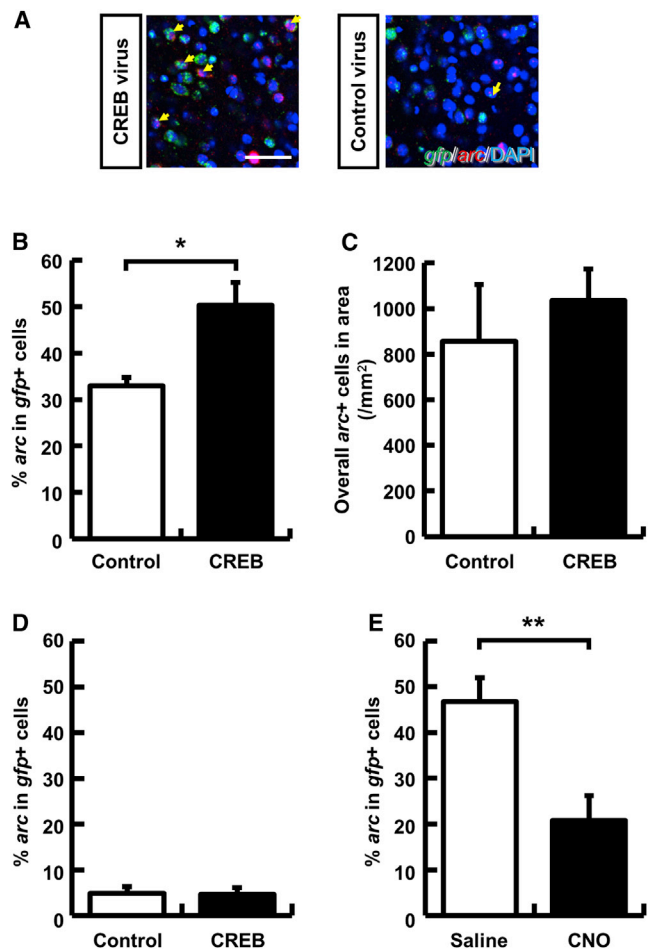 A
CREB virus
Control virus
gfp/arc/DAPI
B
% arc in gfp+ cells
60
50
40
30
20
10
0
*
Control
CREB
C
Overall arc+ cells in area
(/mm²)
1200
1000
800
600
400
200
0
Control
CREB
D
% arc in gfp+ cells
60
50
40
30
20
10
0
Control
CREB
E
% arc in gfp+ cells
60
50
40
30
20
10
0
**
Saline
CNO